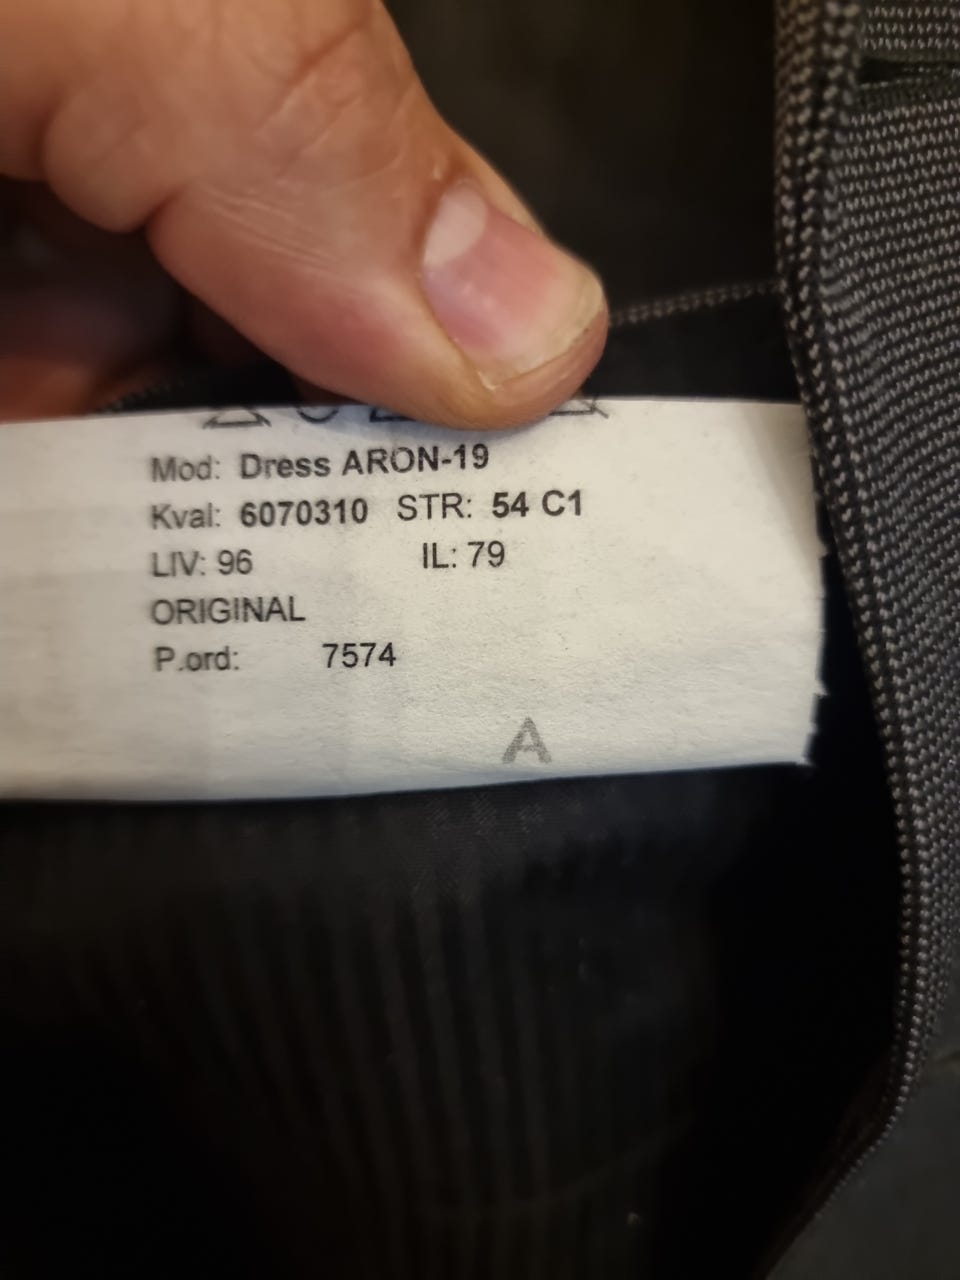 Mod: Dress ARON-19
Kval: 6070310 STR: 54 C1
LIV: 96 IL: 79
ORIGINAL
P.ord: 7574
A